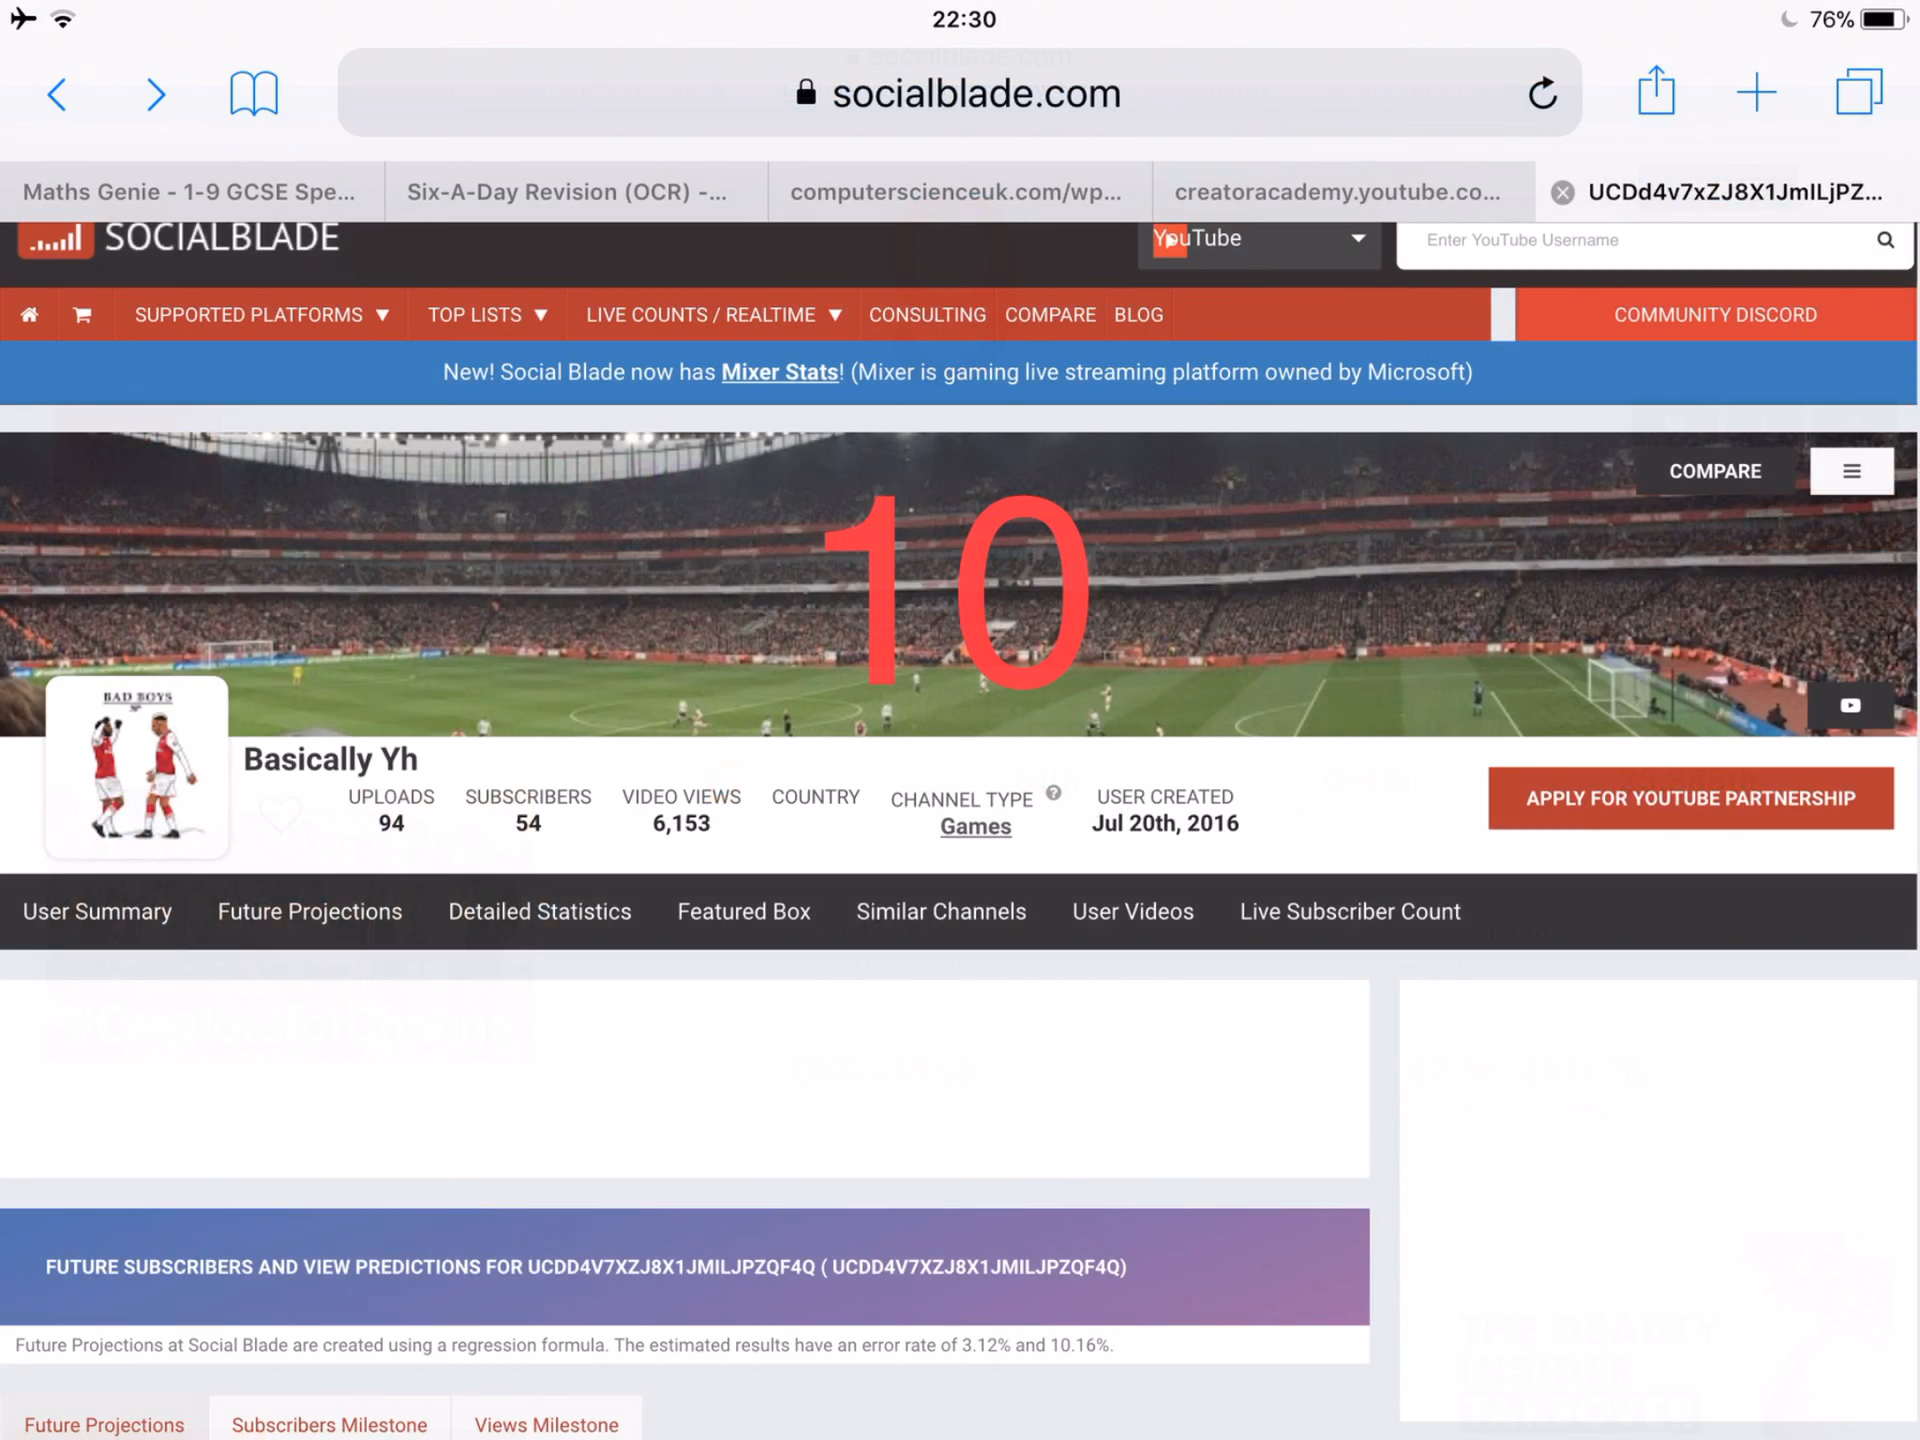 22:30
76%
socialblade.com
Maths Genie - 1-9 GCSE Spe...
Six-A-Day Revision (OCR) -...
computerscienceuk.com/wp...
creatoracademy.youtube.co...
UCDd4v7xZJ8X1JmILjPZ...
SOCIALBLADE
YouTube
Enter YouTube Username
SUPPORTED PLATFORMS
TOP LISTS
LIVE COUNTS / REALTIME
CONSULTING
COMPARE
BLOG
COMMUNITY DISCORD
New! Social Blade now has Mixer Stats! (Mixer is gaming live streaming platform owned by Microsoft)
COMPARE
10
BAD BOYS
Basically Yh
UPLOADS
94
SUBSCRIBERS
54
VIDEO VIEWS
6,153
COUNTRY
CHANNEL TYPE
Games
USER CREATED
Jul 20th, 2016
APPLY FOR YOUTUBE PARTNERSHIP
User Summary
Future Projections
Detailed Statistics
Featured Box
Similar Channels
User Videos
Live Subscriber Count
FUTURE SUBSCRIBERS AND VIEW PREDICTIONS FOR UCDD4V7XZJ8X1JMILJPZQF4Q ( UCDD4V7XZJ8X1JMILJPZQF4Q)
Future Projections at Social Blade are created using a regression formula. The estimated results have an error rate of 3.12% and 10.16%.
THE BEAUTY
INSIDER
Future Projections
Subscribers Milestone
Views Milestone